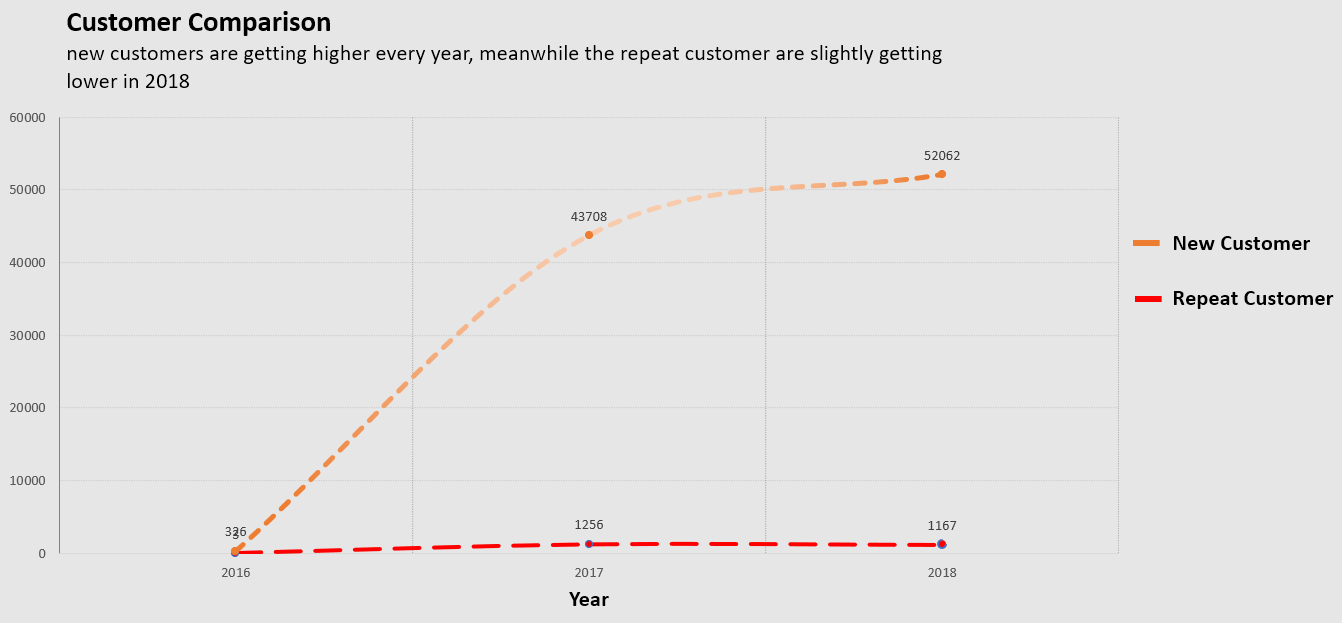 Customer Comparison
new customers are getting higher every year, meanwhile the repeat customer are slightly getting
lower in 2018
60000
50000
40000
30000
20000
10000
0
52062
43708
326
1256
1167
New Customer
Repeat Customer
2016
2017
2018
Year